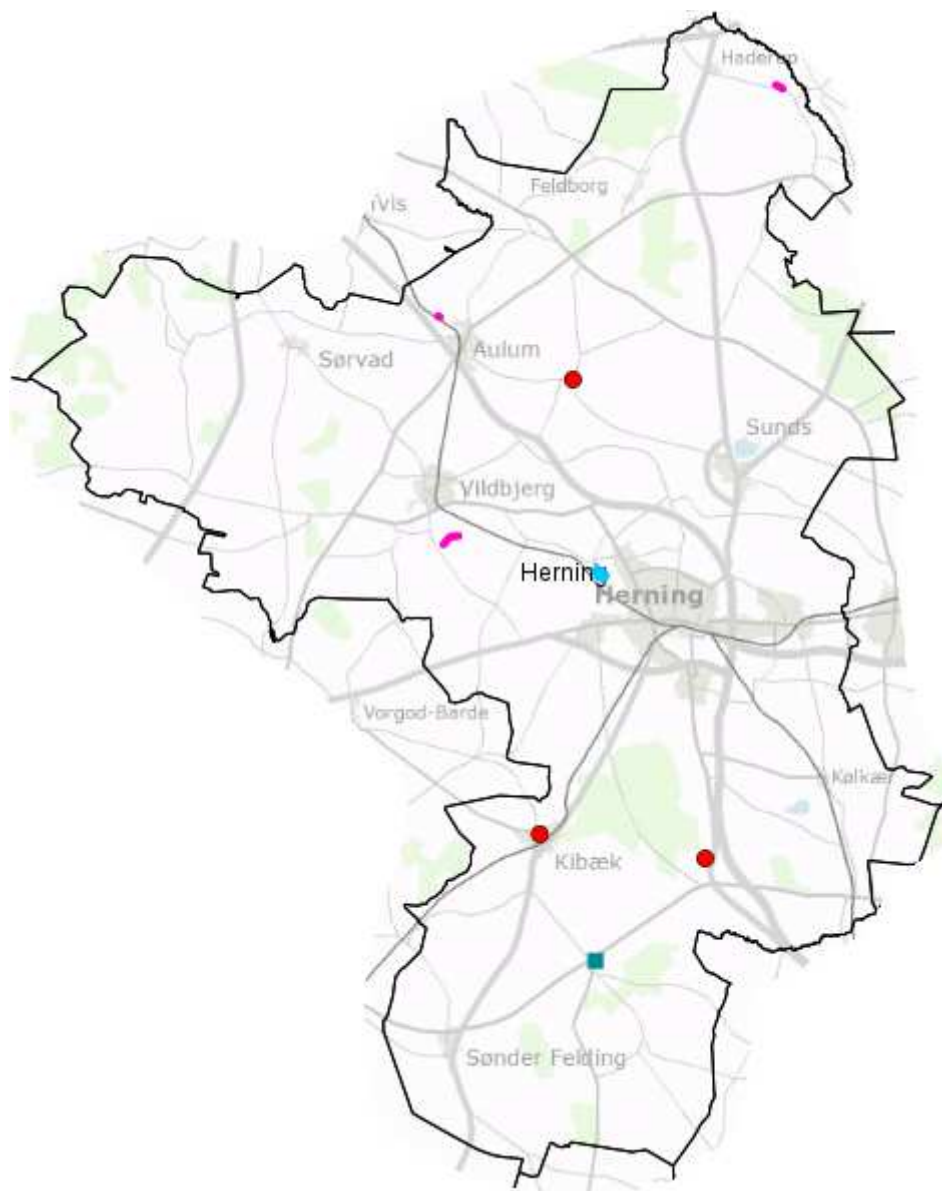 Haderup
Feldborg
Vis
Sørvad
Aulum
Sunds
Vildbjerg
Herning
Herning
Vorgod-Barde
Kølkær
Kibæk
Sønder Felding